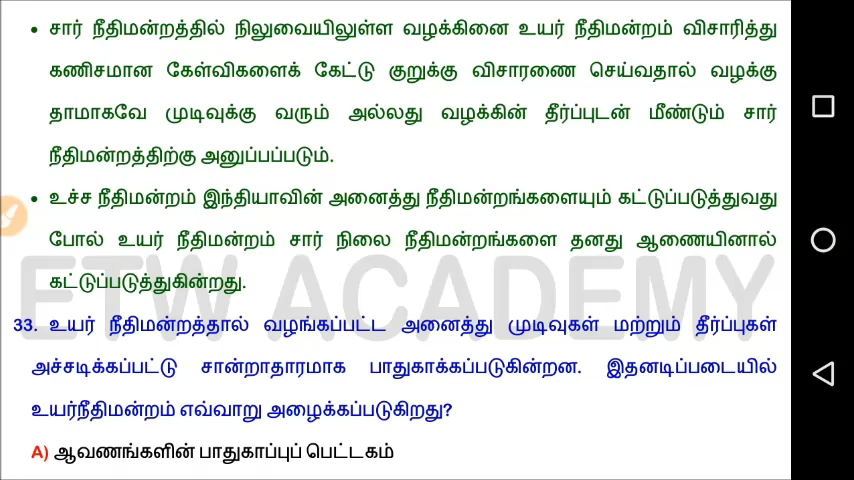 • சார் நீதிமன்றத்தில் நிலுவையிலுள்ள வழக்கினை உயர் நீதிமன்றம் விசாரித்து
கணிசமான கேள்விகளைக் கேட்டு குறுக்கு விசாரணை செய்வதால் வழக்கு
தாமாகவே முடிவுக்கு வரும் அல்லது வழக்கின் தீர்ப்புடன் மீண்டும் சார்
நீதிமன்றத்திற்கு அனுப்பப்படும்.
• உச்ச நீதிமன்றம் இந்தியாவின் அனைத்து நீதிமன்றங்களையும் கட்டுப்படுத்துவது
போல் உயர் நீதிமன்றம் சார் நிலை நீதிமன்றங்களை தனது ஆணையினால்
கட்டுப்படுத்துகின்றது.
ETW ACADEMY
33. உயர் நீதிமன்றத்தால் வழங்கப்பட்ட அனைத்து முடிவுகள் மற்றும் தீர்ப்புகள்
அச்சடிக்கப்பட்டு சான்றாதாரமாக பாதுகாக்கப்படுகின்றன. இதனடிப்படையில்
உயர்நீதிமன்றம் எவ்வாறு அழைக்கப்படுகிறது?
A) ஆவணங்களின் பாதுகாப்புப் பெட்டகம்